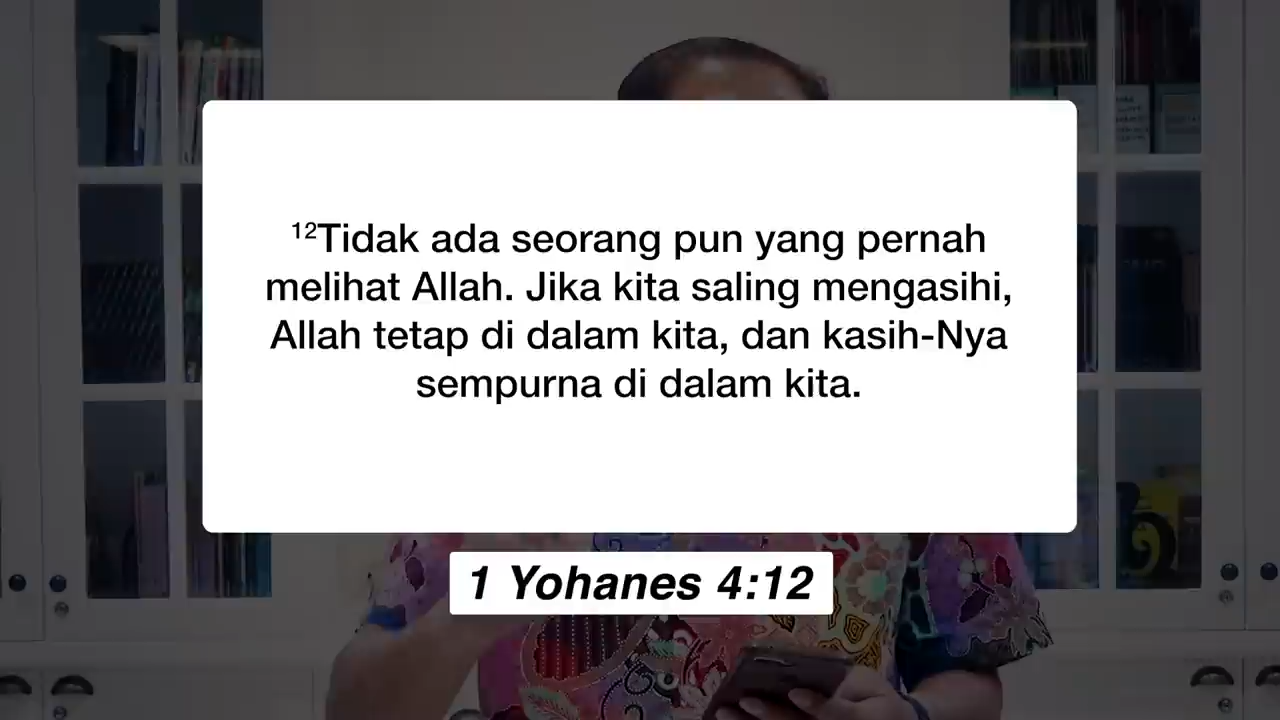 ¹²Tidak ada seorang pun yang pernah
melihat Allah. Jika kita saling mengasihi,
Allah tetap di dalam kita, dan kasih-Nya
sempurna di dalam kita.
1 Yohanes 4:12